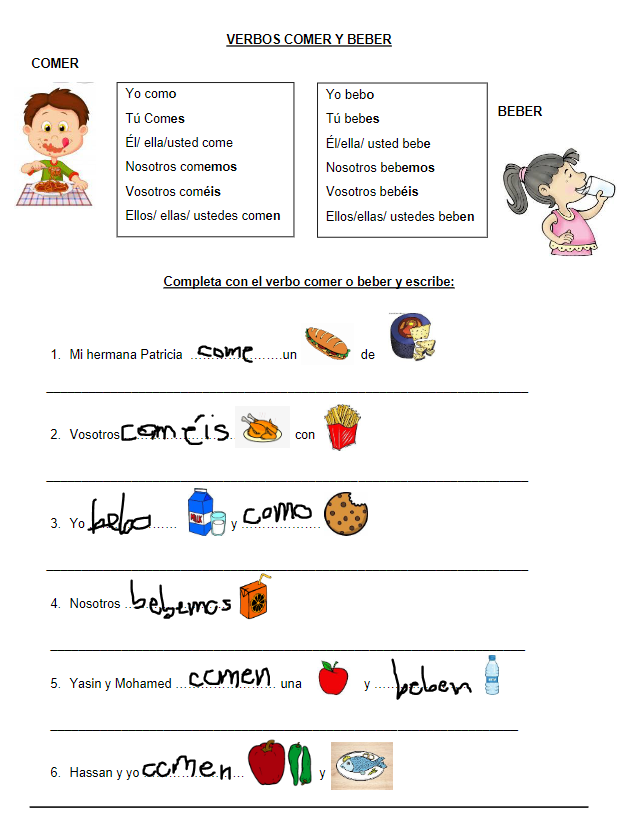 VERBOS COMER Y BEBER
COMER
Yo como
Tú Comes
Él/ ella/usted come
Nosotros comemos
Vosotros coméis
Ellos/ ellas/ ustedes comen
Yo bebo
Tú bebes
Él/ella/ usted bebe
Nosotros bebemos
Vosotros bebéis
Ellos/ellas/ ustedes beben
BEBER
Completa con el verbo comer o beber y escribe:
1. Mi hermana Patricia come un de
2. Vosotros coméis con
3. Yo bebo y como
MILK
4. Nosotros bebemos
5. Yasin y Mohamed comen una y beben
6. Hassan y yo comen y